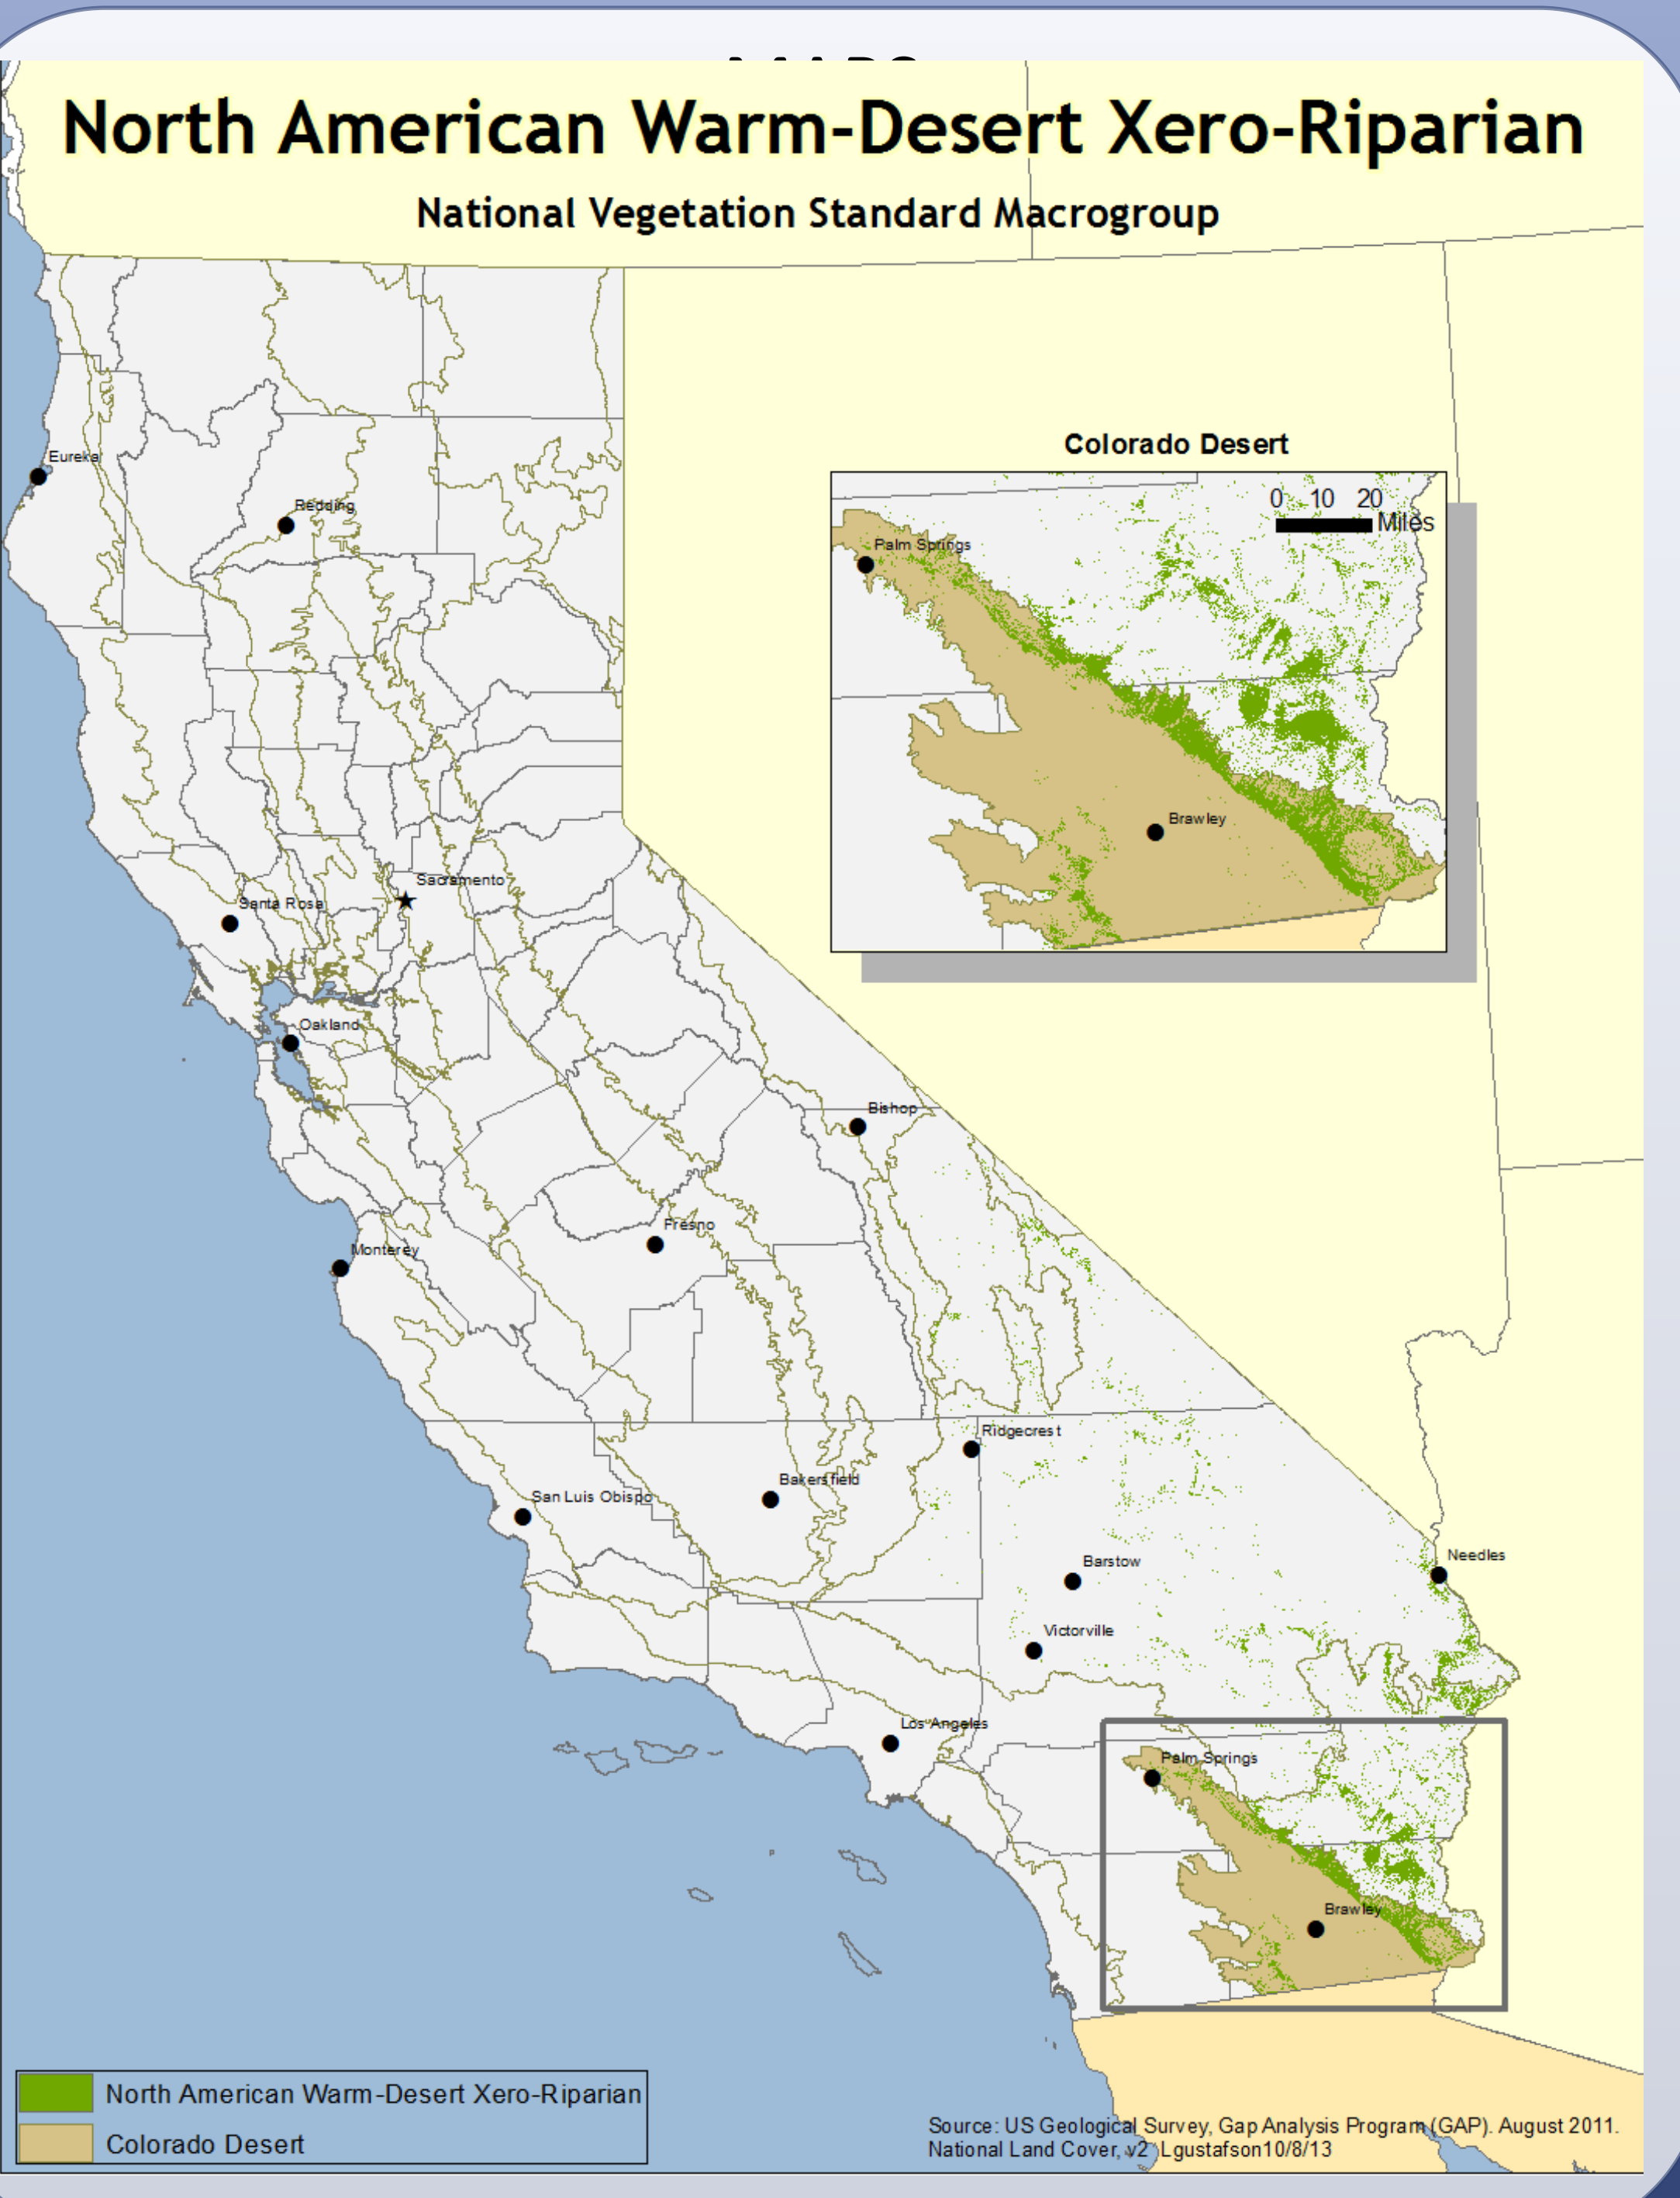 North American Warm-Desert Xero-Riparian
National Vegetation Standard Macrogroup
Colorado Desert
0 10 20
Miles
Palm Springs
Brawley
Eureka
Redding
Sacramento
Santa Rosa
Oakland
Bishop
Fresno
Monterey
Ridgecrest
Bakersfield
San Luis Obispo
Barstow
Needles
Victorville
Los Angeles
Palm Springs
Brawley
North American Warm-Desert Xero-Riparian
Colorado Desert
Source: US Geological Survey, Gap Analysis Program (GAP). August 2011.
National Land Cover, v2 Lgustafson10/8/13